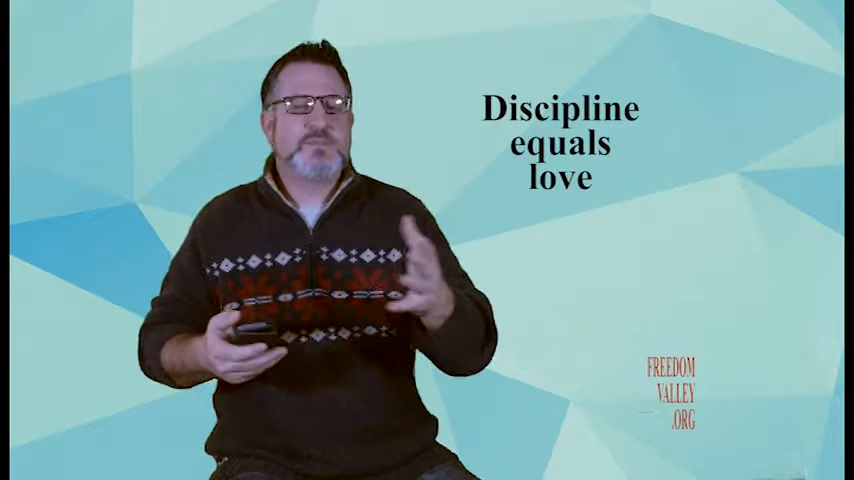 Discipline
equals
love
FREEDOM
VALLEY
.ORG